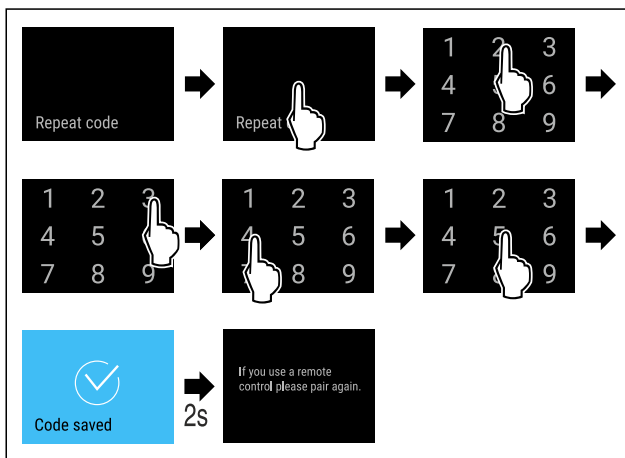 Repeat code
Repeat
1 2 3
4 6
7 8 9
1 2 3
4 5
7 8 9
1 2 3
4 5 6
8 9
1 2 3
4 5 6
7 9
Code saved
2s
If you use a remote
control please pair again.